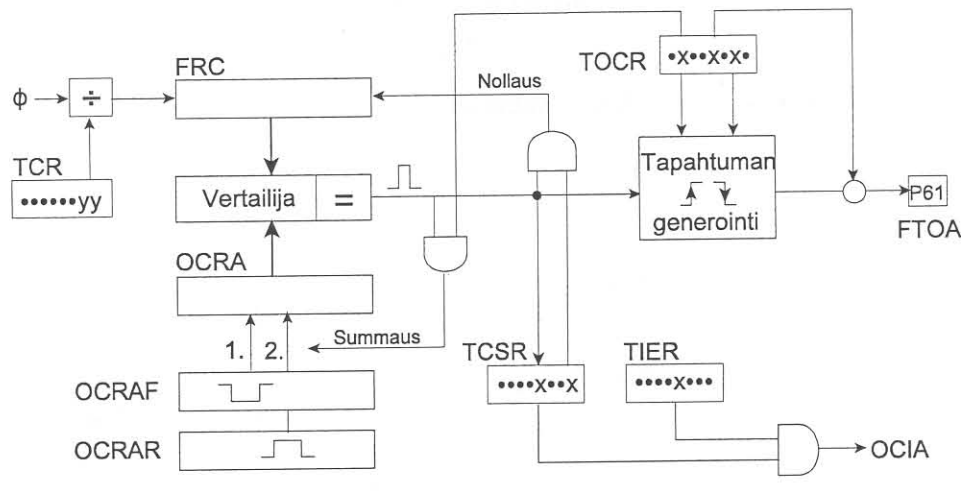 FRC
TOCR
•x••x•x•
Nollaus
ϕ
÷
TCR
••••••yy
Vertailija
=
Tapahtuman
generointi
P61
FTOA
OCRA
1.
2.
Summaus
TCSR
••••x••x
TIER
••••x•••
OCRAF
OCRAR
OCIA